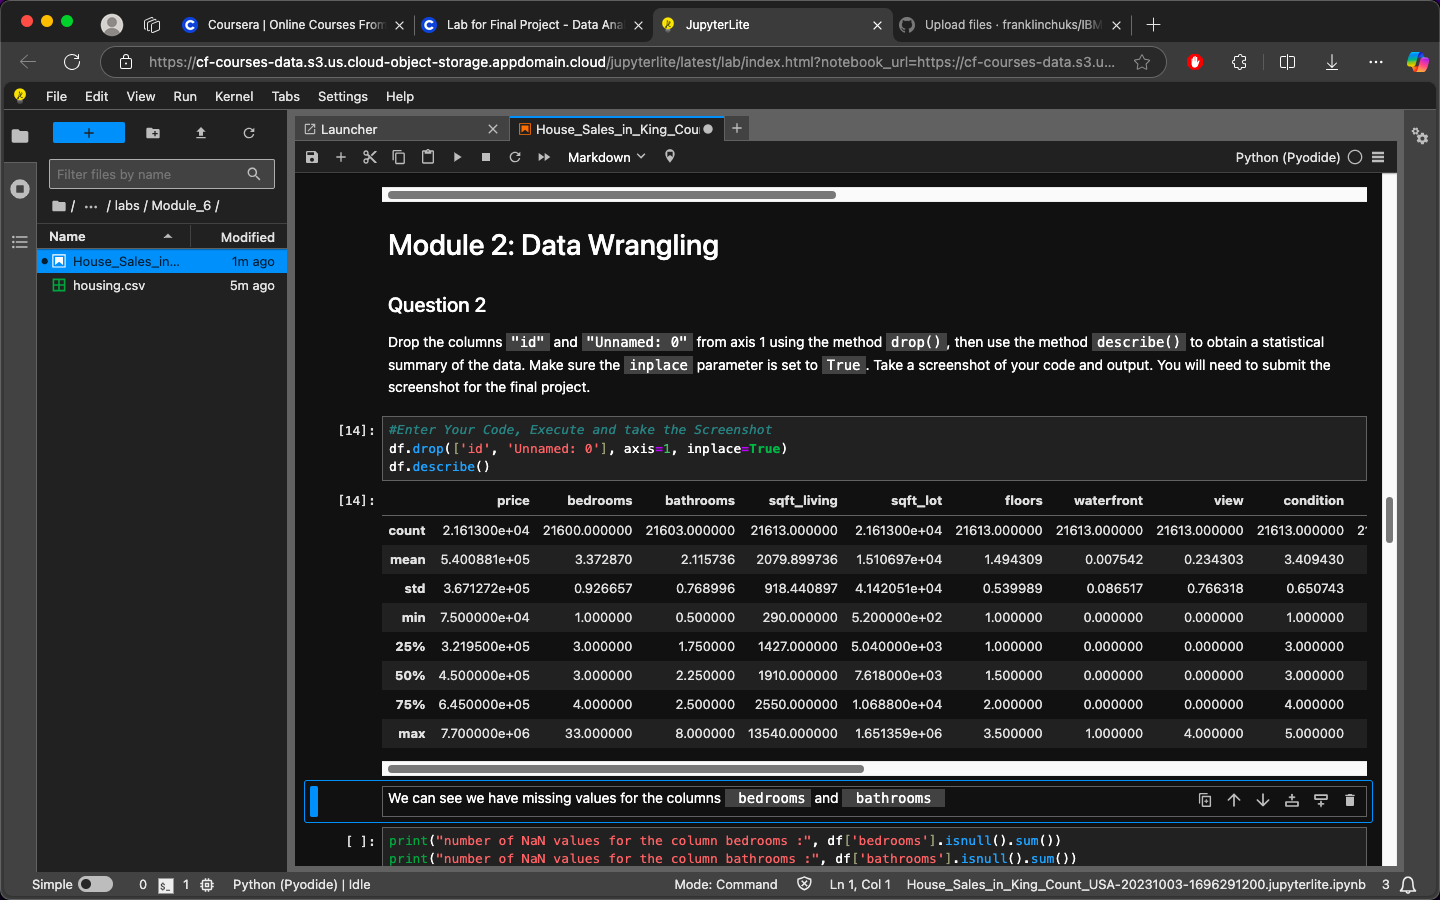 Coursera | Online Courses From
Lab for Final Project - Data Ana
JupyterLite
Upload files · franklinchuks/IBM
https://cf-courses-data.s3.us.cloud-object-storage.appdomain.cloud/jupyterlite/latest/lab/index.html?notebook_url=https://cf-courses-data.s3.u...
File Edit View Run Kernel Tabs Settings Help
Filter files by name
/ ... / labs / Module_6 /
Name Modified
House_Sales_in... 1m ago
housing.csv 5m ago
Launcher
House_Sales_in_King_Cou
Markdown
Python (Pyodide)
Module 2: Data Wrangling
Question 2
Drop the columns "id" and "Unnamed: 0" from axis 1 using the method drop(), then use the method describe() to obtain a statistical
summary of the data. Make sure the inplace parameter is set to True. Take a screenshot of your code and output. You will need to submit the
screenshot for the final project.
[14]:
#Enter Your Code, Execute and take the Screenshot
df.drop(['id', 'Unnamed: 0'], axis=1, inplace=True)
df.describe()
[14]:
price bedrooms bathrooms sqft_living sqft_lot floors waterfront view condition
count 2.161300e+04 21600.000000 21603.000000 21613.000000 2.161300e+04 21613.000000 21613.000000 21613.000000 21613.000000 21
mean 5.400881e+05 3.372870 2.115736 2079.899736 1.510697e+04 1.494309 0.007542 0.234303 3.409430
std 3.671272e+05 0.926657 0.768996 918.440897 4.142051e+04 0.539989 0.086517 0.766318 0.650743
min 7.500000e+04 1.000000 0.500000 290.000000 5.200000e+02 1.000000 0.000000 0.000000 1.000000
25% 3.219500e+05 3.000000 1.750000 1427.000000 5.040000e+03 1.000000 0.000000 0.000000 3.000000
50% 4.500000e+05 3.000000 2.250000 1910.000000 7.618000e+03 1.500000 0.000000 0.000000 3.000000
75% 6.450000e+05 4.000000 2.500000 2550.000000 1.068800e+04 2.000000 0.000000 0.000000 4.000000
max 7.700000e+06 33.000000 8.000000 13540.000000 1.651359e+06 3.500000 1.000000 4.000000 5.000000
We can see we have missing values for the columns bedrooms and bathrooms
[ ]:
print("number of NaN values for the column bedrooms :", df['bedrooms'].isnull().sum())
print("number of NaN values for the column bathrooms :", df['bathrooms'].isnull().sum())
Simple 0 $_ 1 Python (Pyodide) | Idle Mode: Command Ln 1, Col 1 House_Sales_in_King_Count_USA-20231003-1696291200.jupyterlite.ipynb 3